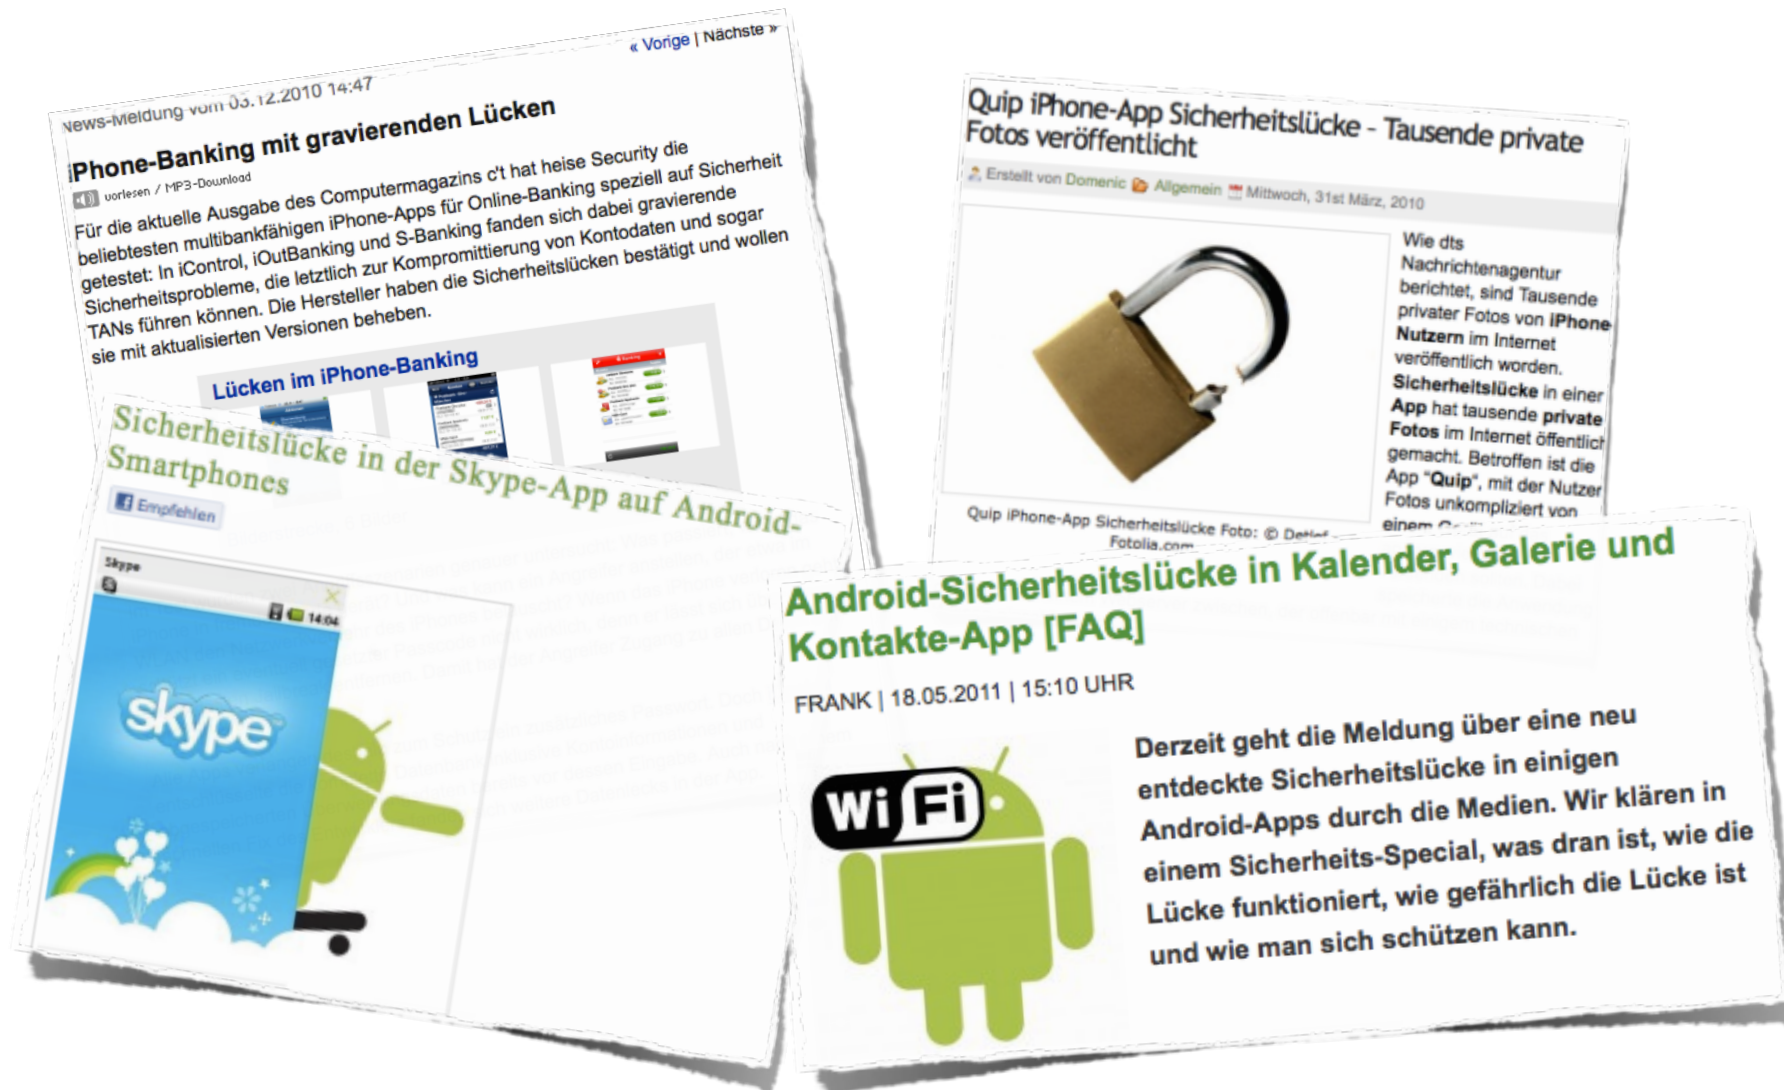 « Vorige | Nächste »
News-Meldung vom 03.12.2010 14:47
iPhone-Banking mit gravierenden Lücken
vorlesen / MP3-Download
Für die aktuelle Ausgabe des Computermagazins c't hat heise Security die
beliebtesten multibankfähigen iPhone-Apps für Online-Banking speziell auf Sicherheit
getestet: In iControl, iOutBanking und S-Banking fanden sich dabei gravierende
Sicherheitsprobleme, die letztlich zur Kompromittierung von Kontodaten und sogar
TANs führen können. Die Hersteller haben die Sicherheitslücken bestätigt und wollen
sie mit aktualisierten Versionen beheben.
Lücken im iPhone-Banking
Quip iPhone-App Sicherheitslücke - Tausende private
Fotos veröffentlicht
Erstellt von Domenic Allgemein Mittwoch, 31st März, 2010
Wie dts
Nachrichtenagentur
berichtet, sind Tausende
privater Fotos von iPhone
Nutzern im Internet
veröffentlich worden.
Sicherheitslücke in einer
App hat tausende private
Fotos im Internet öffentlich
gemacht. Betroffen ist die
App "Quip", mit der Nutzer
Fotos unkompliziert von
einem
Quip iPhone-App Sicherheitslücke Foto: © Detlef
Fotolia.com
Sicherheitslücke in der Skype-App auf Android-
Smartphones
Empfehlen
Skype
14:04
skype
Android-Sicherheitslücke in Kalender, Galerie und
Kontakte-App [FAQ]
FRANK | 18.05.2011 | 15:10 UHR
Wi Fi
Derzeit geht die Meldung über eine neu
entdeckte Sicherheitslücke in einigen
Android-Apps durch die Medien. Wir klären in
einem Sicherheits-Special, was dran ist, wie die
Lücke funktioniert, wie gefährlich die Lücke ist
und wie man sich schützen kann.